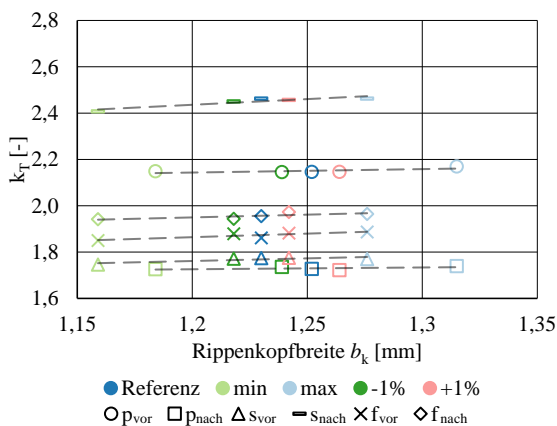 2,8
2,6
2,4
2,2
2,0
1,8
1,6
k_T [-]
1,15 1,2 1,25 1,3 1,35
Rippenkopfbreite b_k [mm]
Referenz min max -1% +1%
p_vor p_nach s_vor s_nach f_vor f_nach